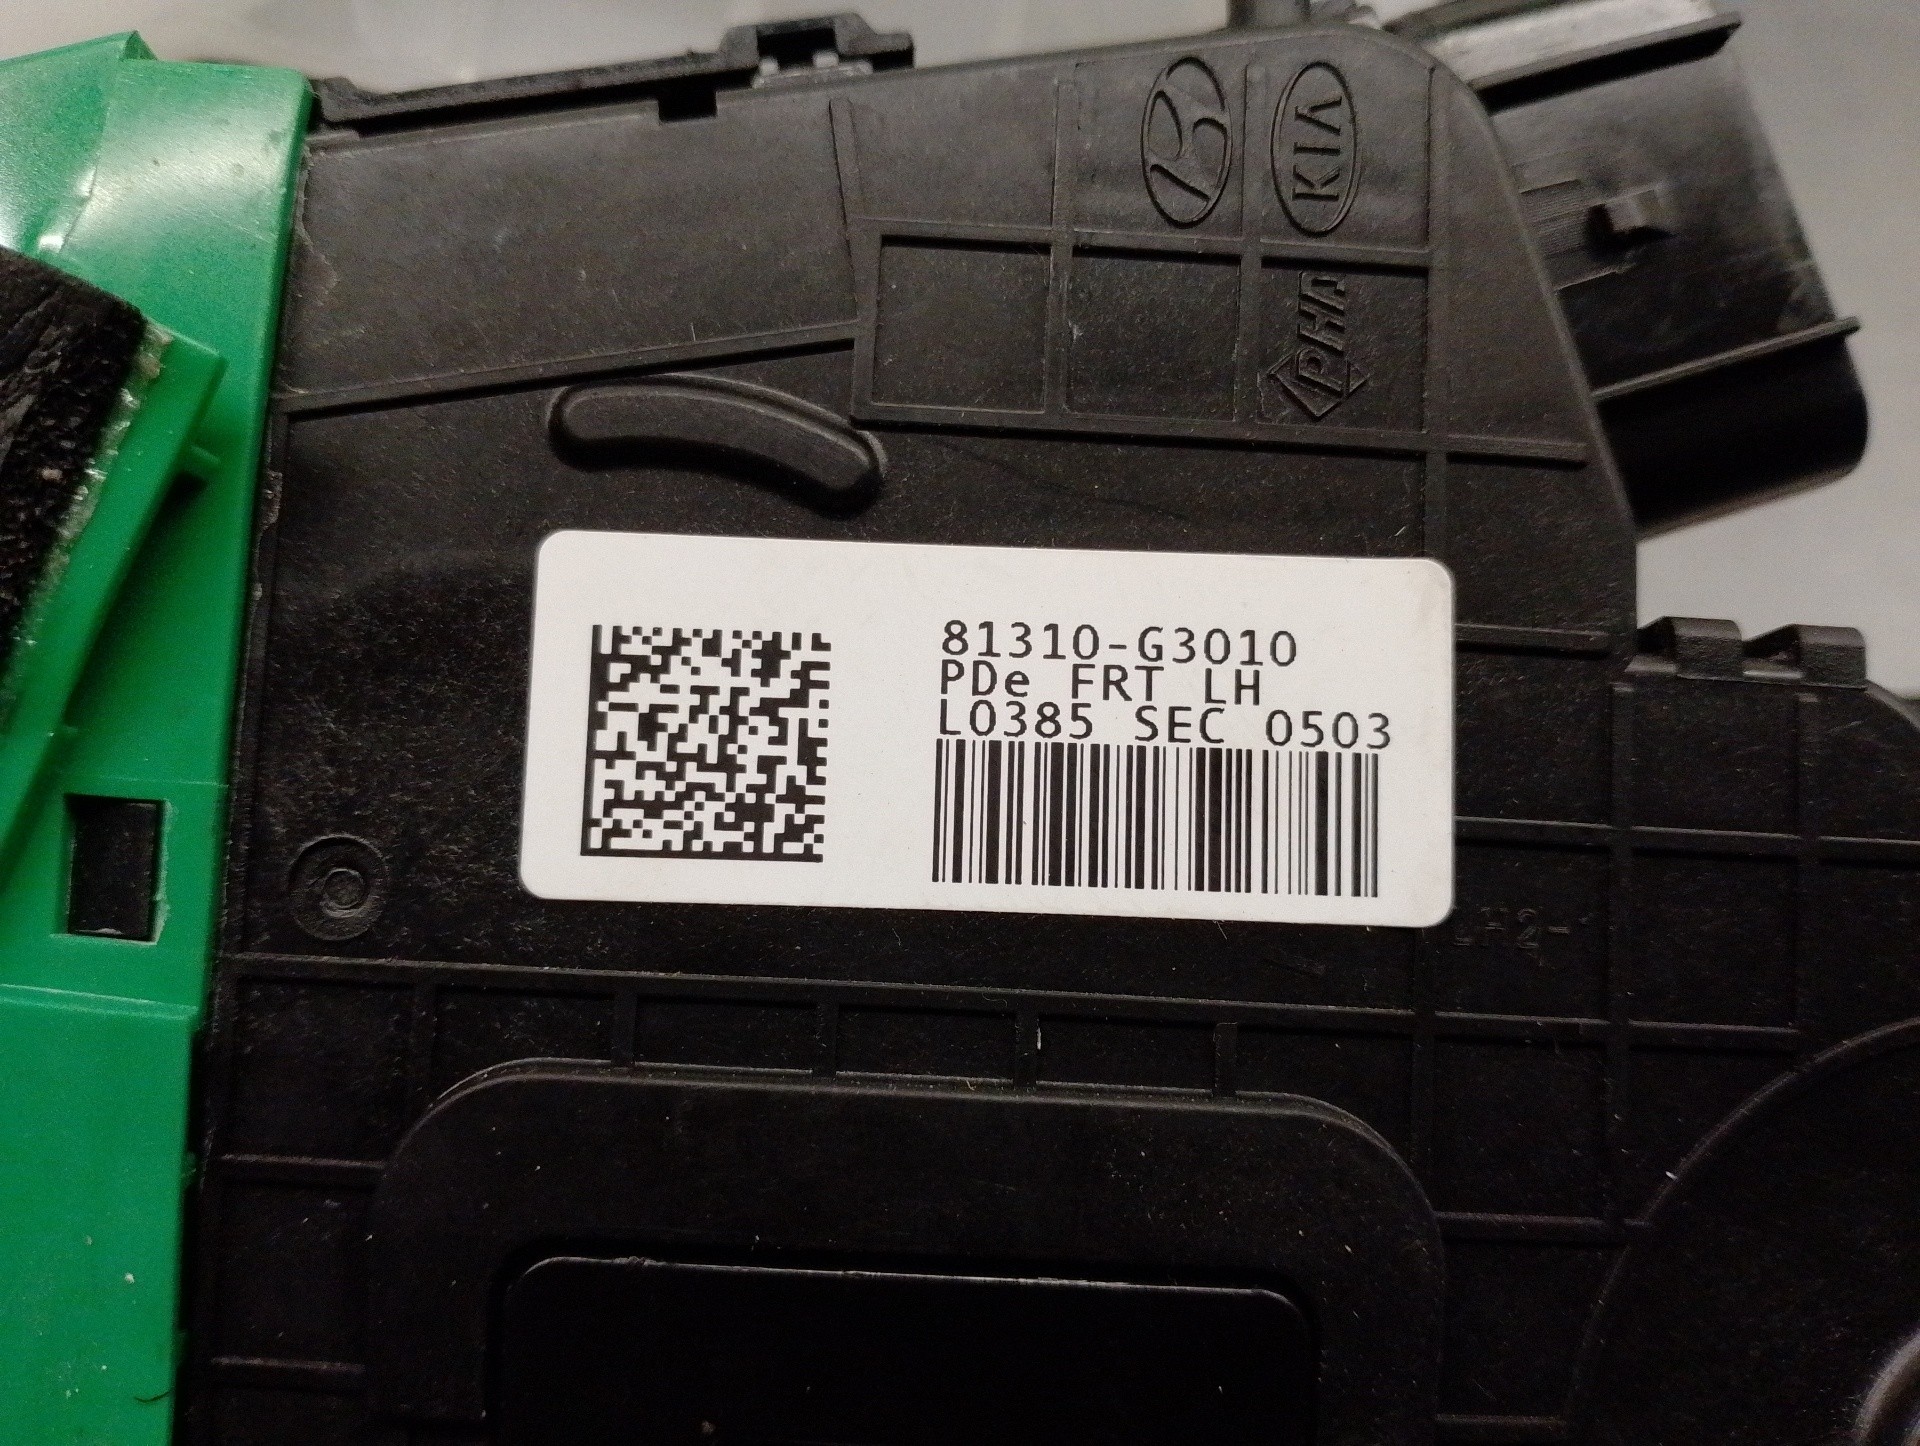 KIA
PHA
81310-G3010
PDe FRT LH
L0385 SEC 0503